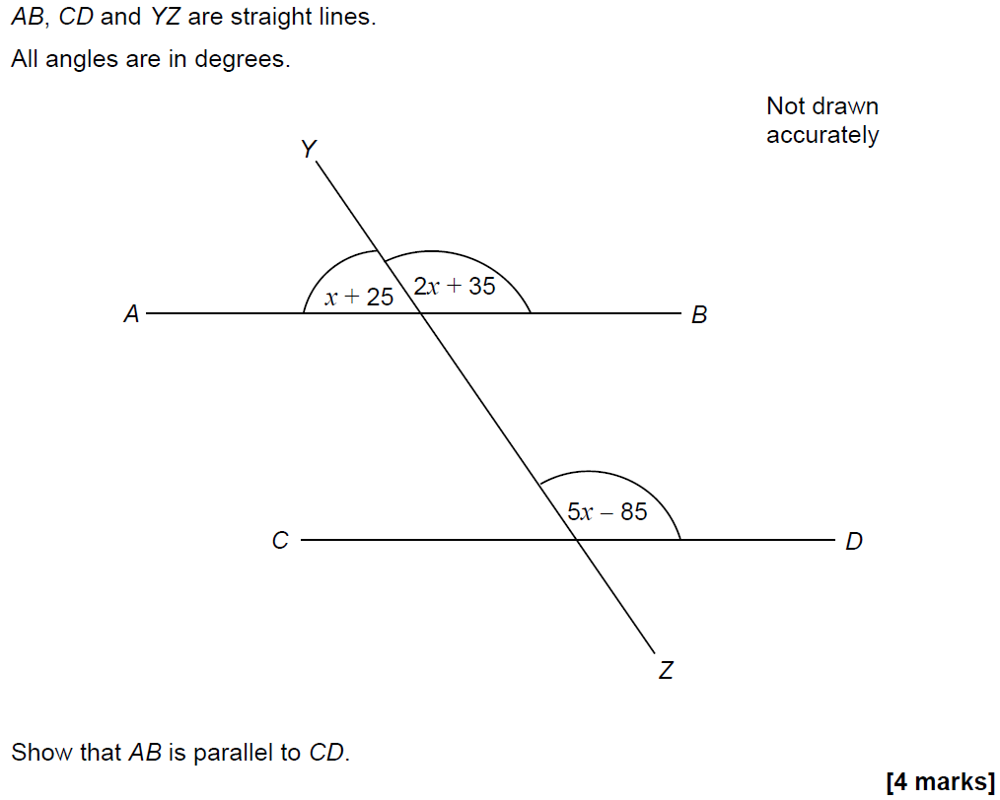 AB, CD and YZ are straight lines.
All angles are in degrees.
Not drawn
accurately
Y
x + 25
2x + 35
A
B
5x – 85
C
D
Z
Show that AB is parallel to CD.
[4 marks]